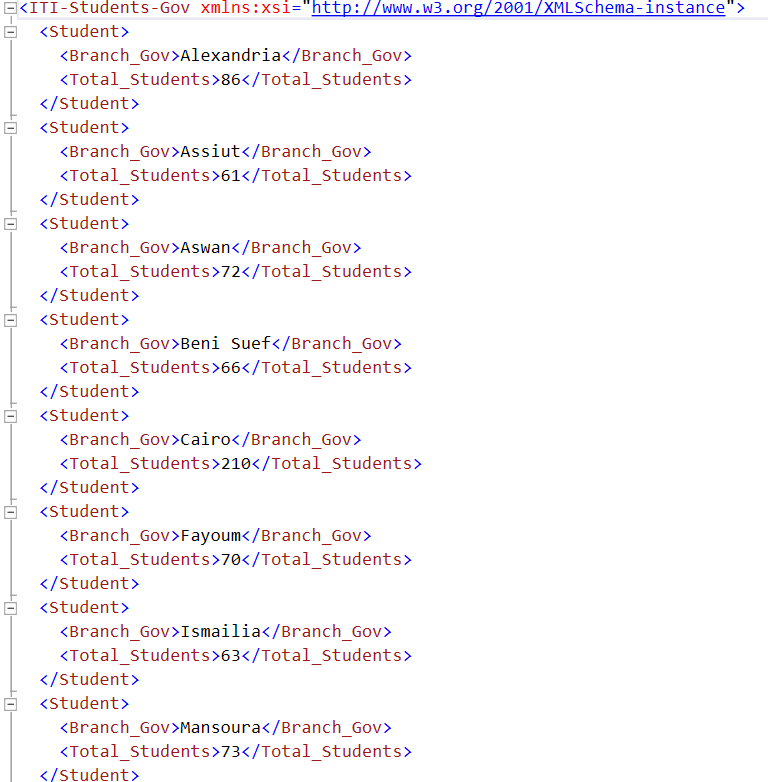 <ITI-Students-Gov xmlns:xsi="http://www.w3.org/2001/XMLSchema-instance">
<Student>
<Branch_Gov>Alexandria</Branch_Gov>
<Total_Students>86</Total_Students>
</Student>
<Student>
<Branch_Gov>Assiut</Branch_Gov>
<Total_Students>61</Total_Students>
</Student>
<Student>
<Branch_Gov>Aswan</Branch_Gov>
<Total_Students>72</Total_Students>
</Student>
<Student>
<Branch_Gov>Beni Suef</Branch_Gov>
<Total_Students>66</Total_Students>
</Student>
<Student>
<Branch_Gov>Cairo</Branch_Gov>
<Total_Students>210</Total_Students>
</Student>
<Student>
<Branch_Gov>Fayoum</Branch_Gov>
<Total_Students>70</Total_Students>
</Student>
<Student>
<Branch_Gov>Ismailia</Branch_Gov>
<Total_Students>63</Total_Students>
</Student>
<Student>
<Branch_Gov>Mansoura</Branch_Gov>
<Total_Students>73</Total_Students>
</Student>